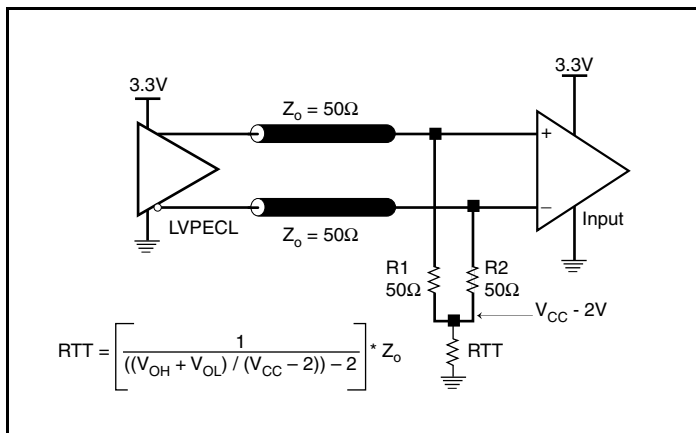 3.3V
3.3V
Zo = 50Ω
+
−
LVPECL
Zo = 50Ω
Input
R1
50Ω
R2
50Ω
VCC - 2V
RTT = [ 1 / ((VOH + VOL) / (VCC – 2)) – 2 ] * Zo
RTT